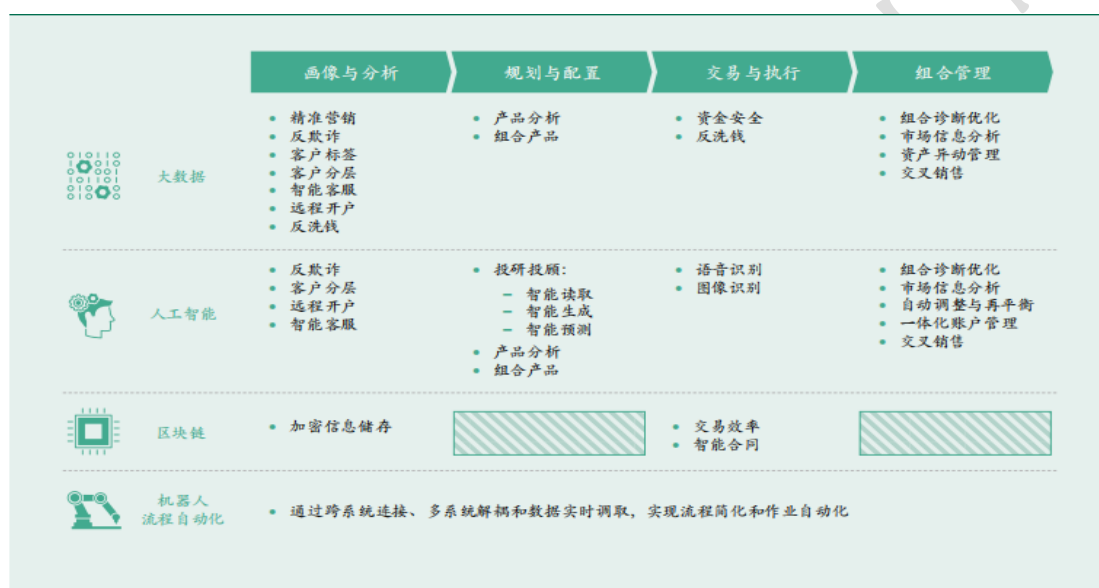 画像与分析
规划与配置
交易与执行
组合管理
大数据
• 精准营销
• 反欺诈
• 客户标签
• 客户分层
• 智能客服
• 远程开户
• 反洗钱
• 产品分析
• 组合产品
• 资金安全
• 反洗钱
• 组合诊断优化
• 市场信息分析
• 资产异动管理
• 交叉销售
人工智能
• 反欺诈
• 客户分层
• 远程开户
• 智能客服
• 投研投顾:
– 智能读取
– 智能生成
– 智能预测
• 产品分析
• 组合产品
• 语音识别
• 图像识别
• 组合诊断优化
• 市场信息分析
• 自动调整与再平衡
• 一体化账户管理
• 交叉销售
区块链
• 加密信息储存
• 交易效率
• 智能合同
机器人
流程自动化
• 通过跨系统连接、多系统解耦和数据实时调取，实现流程简化和作业自动化